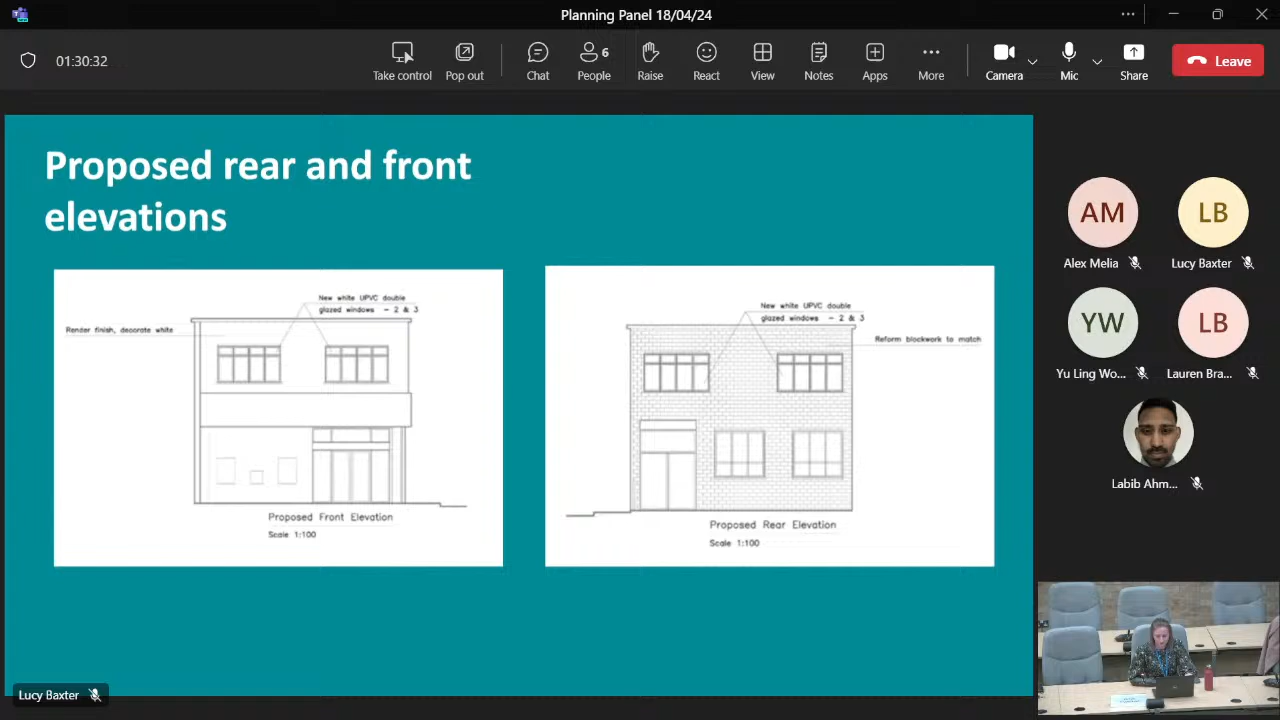 Planning Panel 18/04/24
01:30:32
Take control
Pop out
Chat
People
6
Raise
React
View
Notes
Apps
More
Camera
Mic
Share
Leave
Proposed rear and front
elevations
New white UPVC double
glazed windows - 2 & 3
Render finish, decorate white
Proposed Front Elevation
Scale 1:100
New white UPVC double
glazed windows - 2 & 3
Reform blockwork to match
Proposed Rear Elevation
Scale 1:100
AM
Alex Melia
LB
Lucy Baxter
YW
Yu Ling Wo...
LB
Lauren Bra...
Labib Ahm...
Lucy Baxter